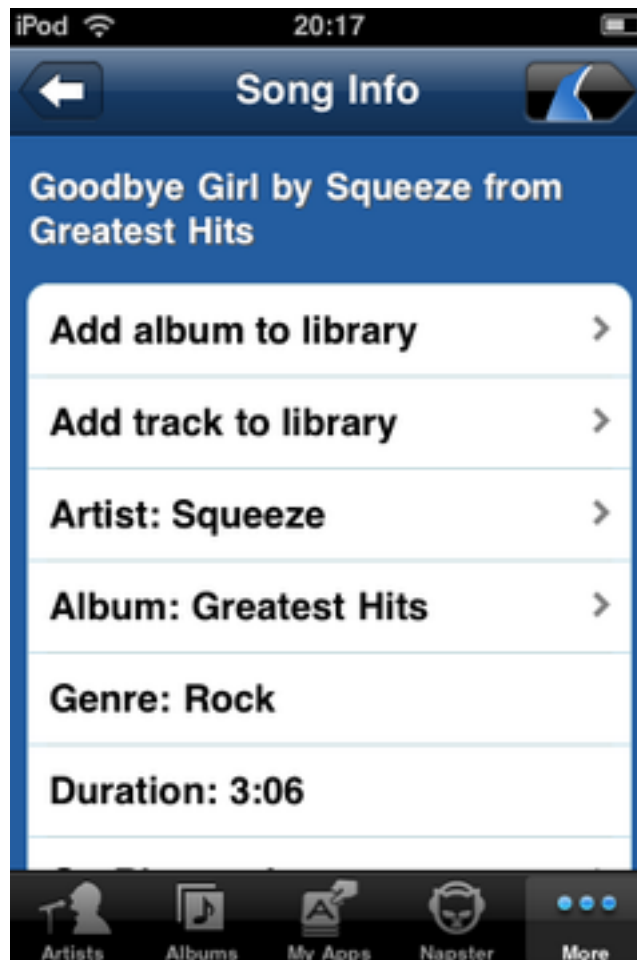 iPod 20:17
Song Info
Goodbye Girl by Squeeze from
Greatest Hits
Add album to library
Add track to library
Artist: Squeeze
Album: Greatest Hits
Genre: Rock
Duration: 3:06
Artists Albums My Apps Napster More